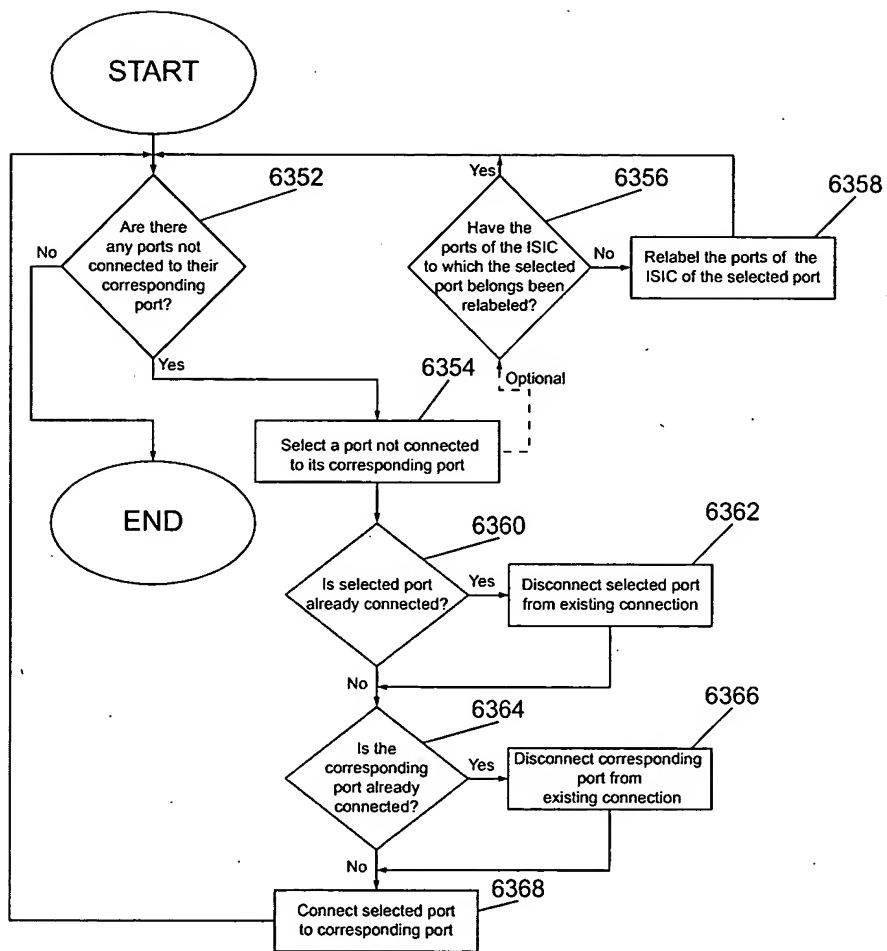 START
6352
Are there
any ports not
connected to their
corresponding
port?
No
Yes
6356
Have the
ports of the ISIC
to which the selected
port belongs been
relabeled?
Yes
No
6358
Relabel the ports of the
ISIC of the selected port
6354
Optional
Select a port not connected
to its corresponding port
END
6360
Is selected port
already connected?
Yes
6362
Disconnect selected port
from existing connection
No
6364
Is the
corresponding
port already
connected?
Yes
6366
Disconnect corresponding
port from
existing connection
No
6368
Connect selected port
to corresponding port